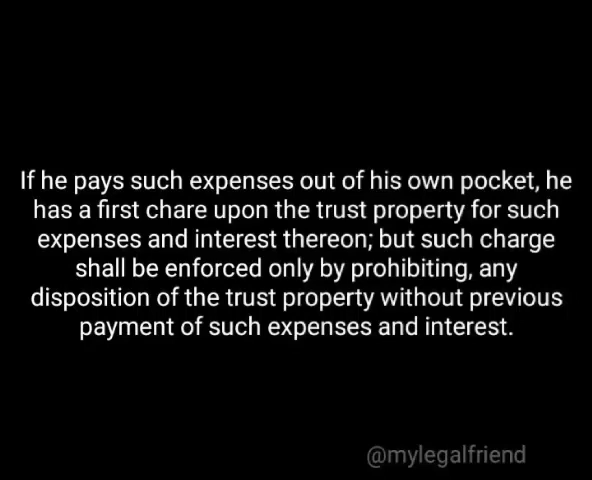 If he pays such expenses out of his own pocket, he
has a first chare upon the trust property for such
expenses and interest thereon; but such charge
shall be enforced only by prohibiting, any
disposition of the trust property without previous
payment of such expenses and interest.
@mylegalfriend